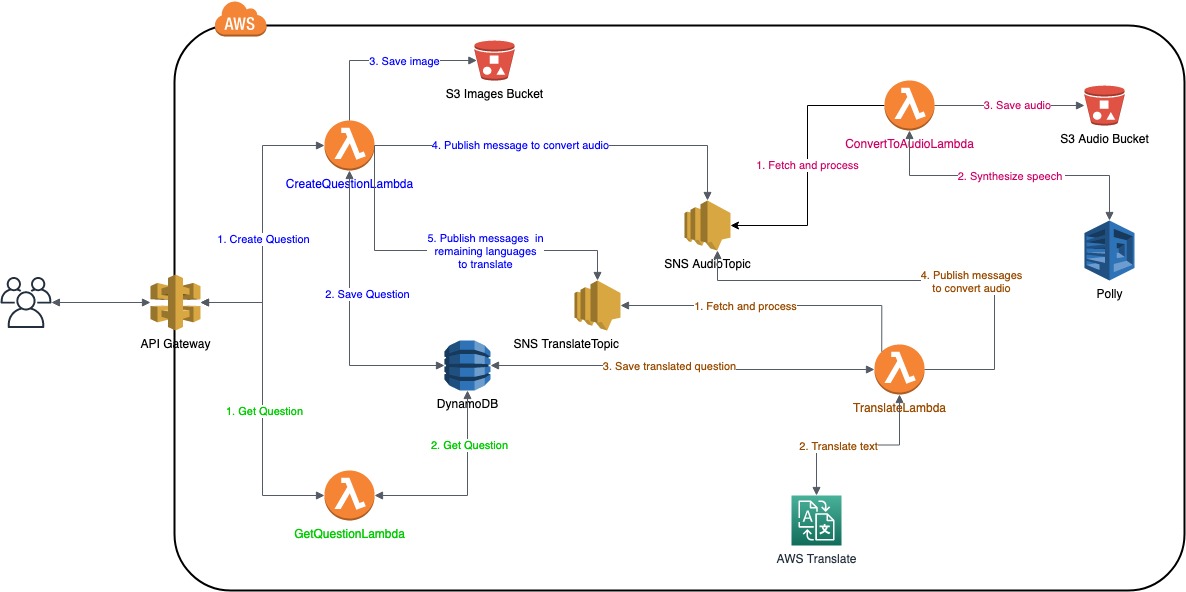 AWS
3. Save image
S3 Images Bucket
3. Save audio
S3 Audio Bucket
ConvertToAudioLambda
4. Publish message to convert audio
1. Fetch and process
2. Synthesize speech
CreateQuestionLambda
1. Create Question
5. Publish messages in
remaining languages
to translate
SNS AudioTopic
4. Publish messages
to convert audio
Polly
2. Save Question
1. Fetch and process
API Gateway
SNS TranslateTopic
3. Save translated question
DynamoDB
TranslateLambda
1. Get Question
2. Get Question
2. Translate text
GetQuestionLambda
A
文
AWS Translate